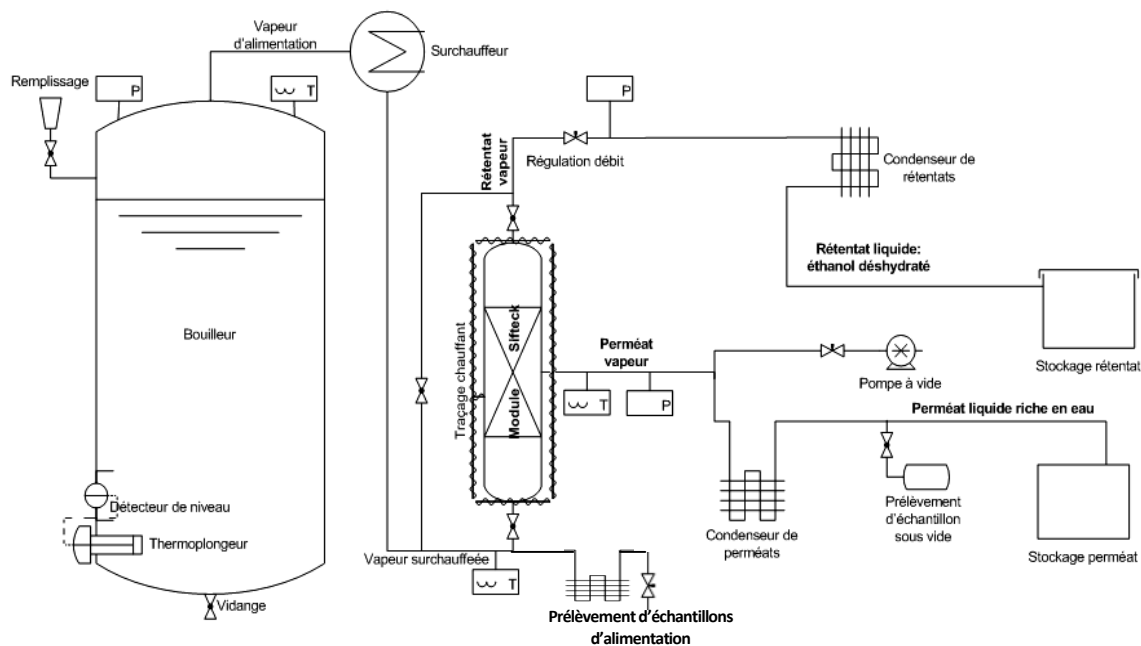 Vapeur
d'alimentation
Surchauffeur
Remplissage
P
T
P
Régulation débit
Rétentat
vapeur
Condenseur de
rétentats
Rétentat liquide:
éthanol déshydraté
Stockage rétentat
Bouilleur
Traçage chauffant
Module Sifteck
Perméat
vapeur
T
P
Pompe à vide
Perméat liquide riche en eau
Prélèvement
d'échantillon
sous vide
Condenseur de
perméats
Stockage perméat
Détecteur de niveau
Thermoplongeur
Vidange
Vapeur surchauffeée
T
Prélèvement d'échantillons
d'alimentation